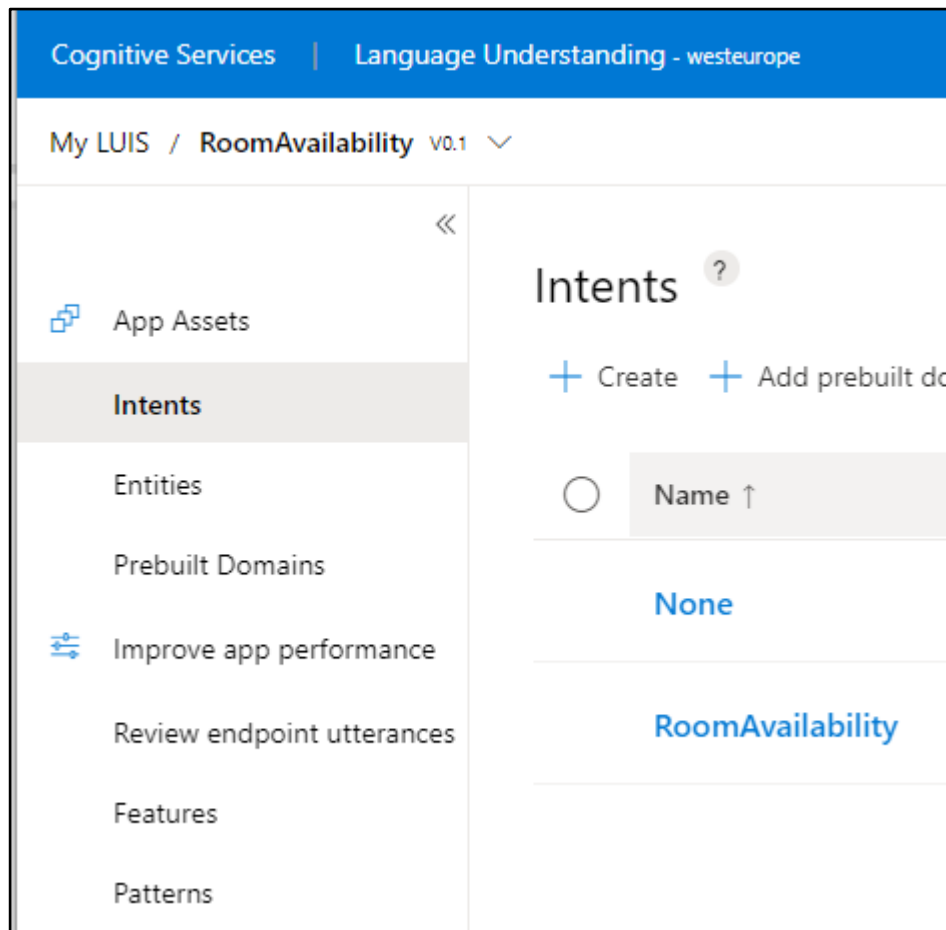 Cognitive Services | Language Understanding - westeurope
My LUIS / RoomAvailability V0.1
App Assets
Intents
Entities
Prebuilt Domains
Improve app performance
Review endpoint utterances
Features
Patterns
Intents ?
+ Create + Add prebuilt
Name ↑
None
RoomAvailability